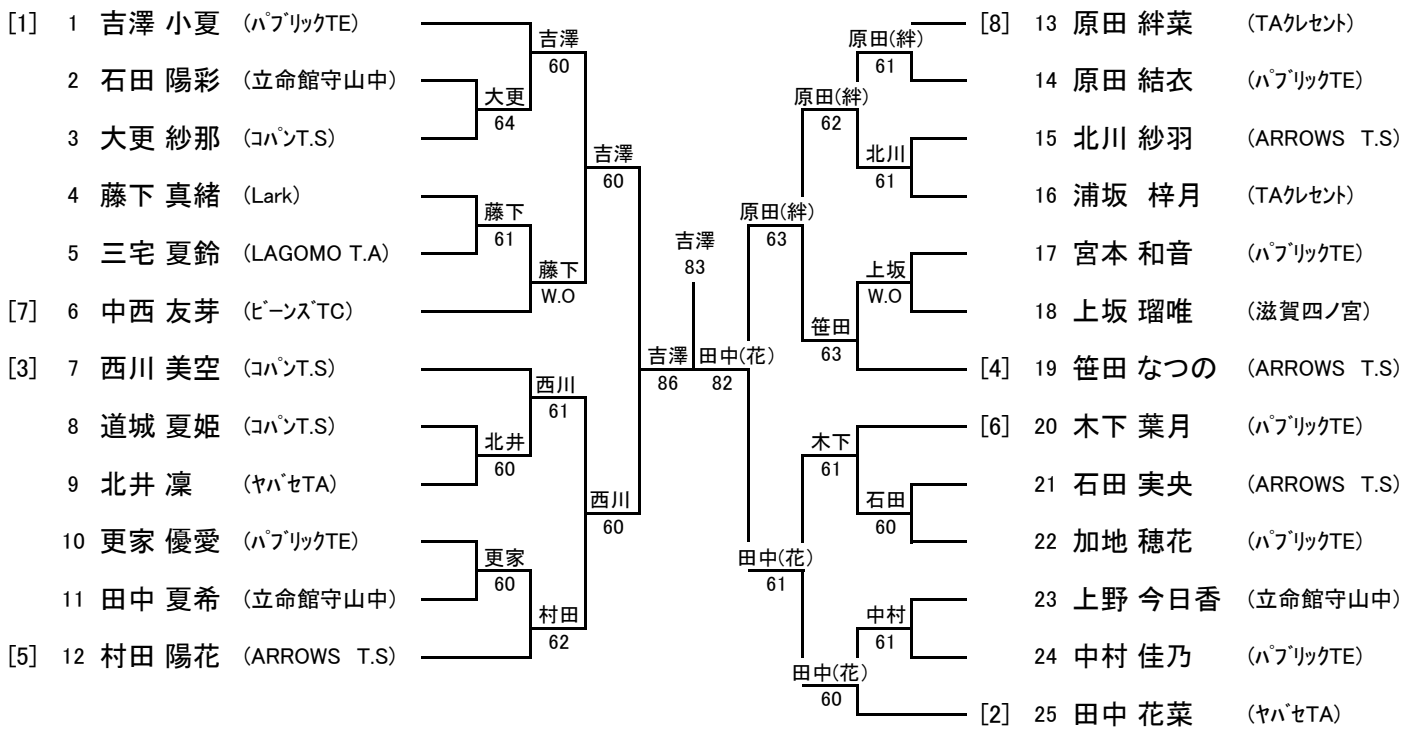 [1] 1 吉澤 小夏 (パブリックTE)
2 石田 陽彩 (立命館守山中)
3 大更 紗那 (コパンT.S)
4 藤下 真緒 (Lark)
5 三宅 夏鈴 (LAGOMO T.A)
[7] 6 中西 友芽 (ビーンズTC)
[3] 7 西川 美空 (コパンT.S)
8 道城 夏姫 (コパンT.S)
9 北井 凜 (ヤバセTA)
10 更家 優愛 (パブリックTE)
11 田中 夏希 (立命館守山中)
[5] 12 村田 陽花 (ARROWS T.S)
大更
64
藤下
61
北井
60
更家
60
吉澤
60
藤下
W.O
西川
61
村田
62
吉澤
60
西川
60
吉澤
86
吉澤
83
田中(花)
82
原田(絆)
63
田中(花)
61
原田(絆)
62
笹田
63
木下
61
田中(花)
60
原田(絆)
61
北川
61
上坂
W.O
石田
60
中村
61
[8] 13 原田 絆菜 (TAクレセント)
14 原田 結衣 (パブリックTE)
15 北川 紗羽 (ARROWS T.S)
16 浦坂 梓月 (TAクレセント)
17 宮本 和音 (パブリックTE)
18 上坂 瑠唯 (滋賀四ノ宮)
[4] 19 笹田 なつの (ARROWS T.S)
[6] 20 木下 葉月 (パブリックTE)
21 石田 実央 (ARROWS T.S)
22 加地 穂花 (パブリックTE)
23 上野 今日香 (立命館守山中)
24 中村 佳乃 (パブリックTE)
[2] 25 田中 花菜 (ヤバセTA)